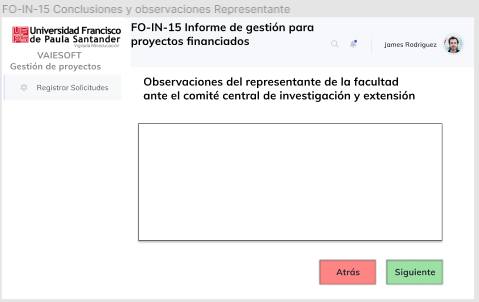 FO-IN-15 Conclusiones y observaciones Representante
Universidad Francisco
de Paula Santander
Vigilada Mineducación
VAIESOFT
Gestión de proyectos
Registrar Solicitudes
FO-IN-15 Informe de gestión para
proyectos financiados
James Rodriguez
Observaciones del representante de la facultad
ante el comité central de investigación y extensión
Atrás
Siguiente